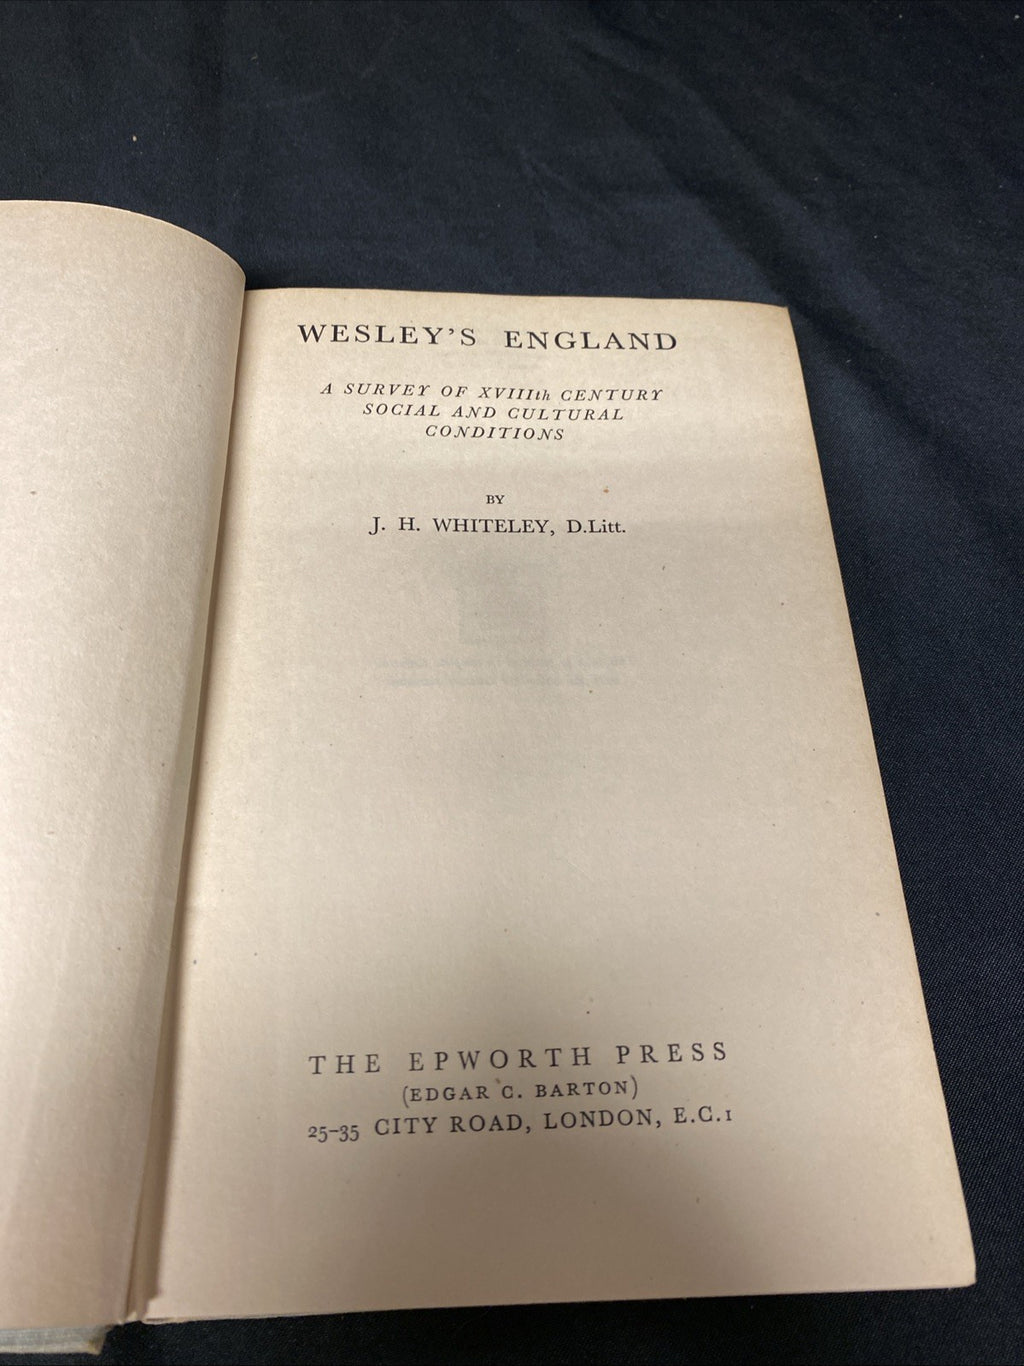 WESLEY'S ENGLAND
A SURVEY OF XVIIIth CENTURY
SOCIAL AND CULTURAL
CONDITIONS
BY
J. H. WHITELEY, D.Litt.
THE EPWORTH PRESS
(EDGAR C. BARTON)
25-35 CITY ROAD, LONDON, E.C.1